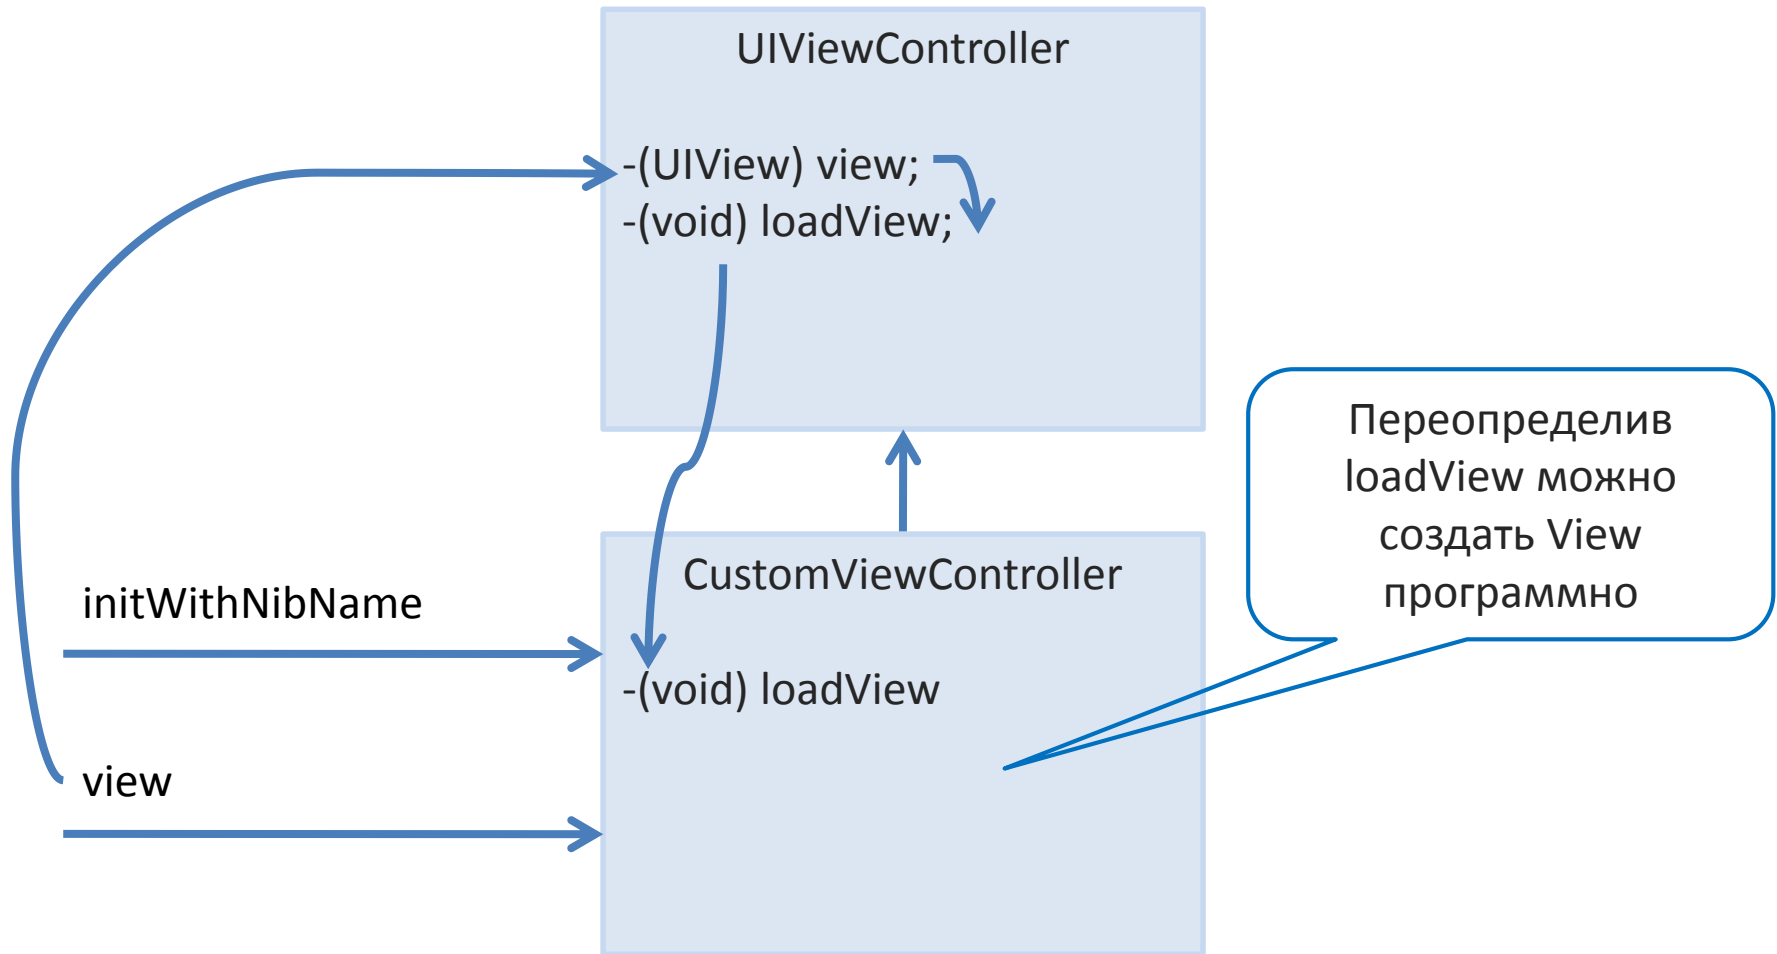 UIViewController
-(UIView) view;
-(void) loadView;
Переопределив
loadView можно
создать View
программно
CustomViewController
initWithNibName
-(void) loadView
view